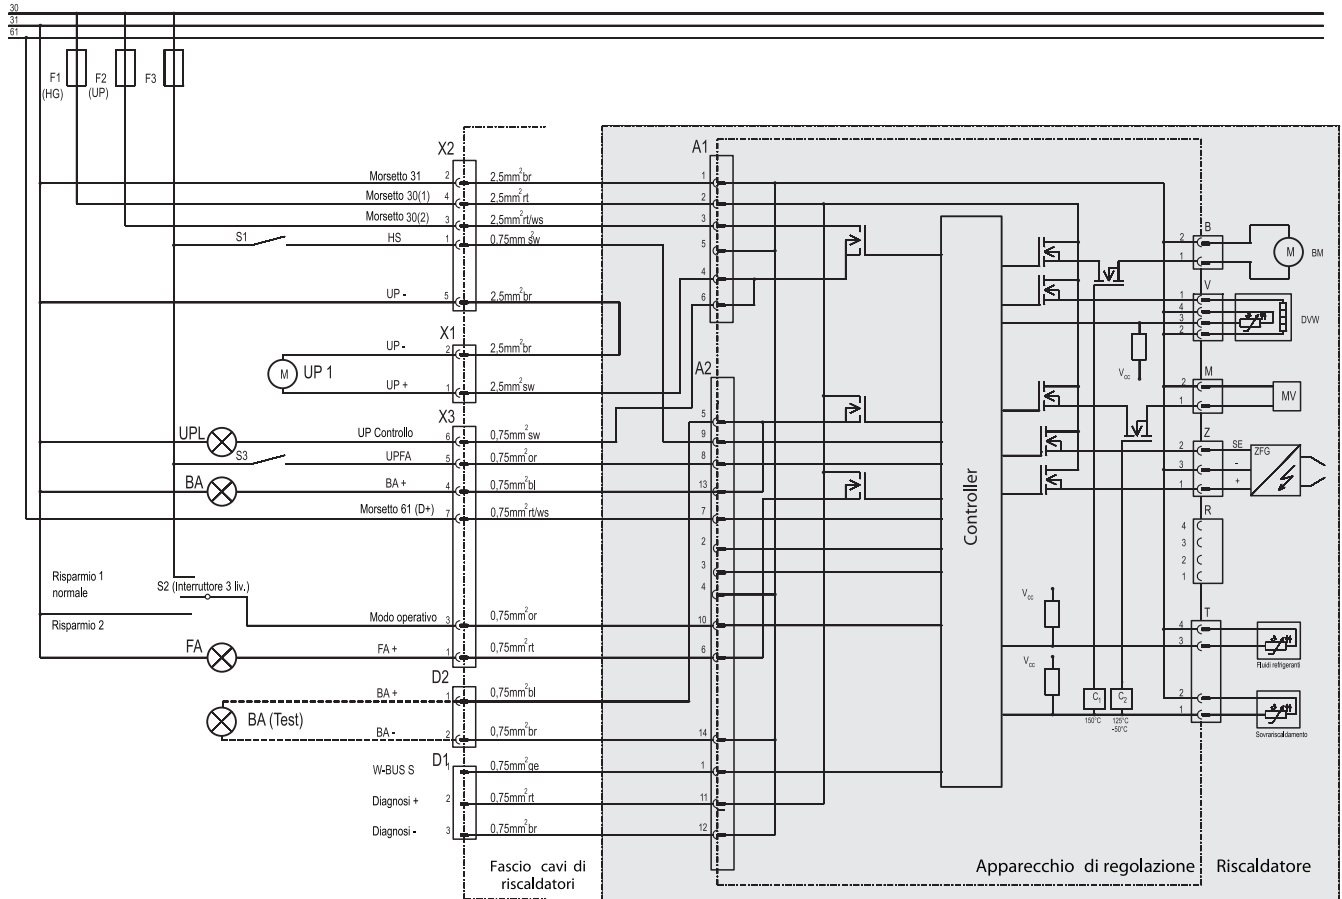 30
31
61
F1
(HG)
F2
(UP)
F3
X2
A1
Morsetto 31 2 2,5mm²br 1
Morsetto 30(1) 4 2,5mm²rt 2
Morsetto 30(2) 3 2,5mm²rt/ws 3
S1 HS 1 0,75mm²sw 5
4
UP - 5 2,5mm²br 6
X1
UP - 2 2,5mm²br
M UP 1
UP + 1 2,5mm²sw
A2
X3
5
UPL UP Controllo 6 0,75mm²sw 9
S3 UPFA 5 0,75mm²or 8
BA BA + 4 0,75mm²bl 13
Morsetto 61 (D+) 7 0,75mm²rt/ws 7
2
3
4
Risparmio 1
normale
S2 (Interruttore 3 liv.)
Risparmio 2
Modo operativo 3 0,75mm²or 10
FA FA + 1 0,75mm²rt 6
D2
BA + 1 0,75mm²bl
BA (Test)
BA - 2 0,75mm²br 14
D1
W-BUS S 1 0,75mm²ge 1
Diagnosi + 2 0,75mm²rt 11
Diagnosi - 3 0,75mm²br 12
Controller
B
2
1
M BM
V
1
4
3
2
DVW
Vcc
M
2
1
MV
Z
2 SE
3 -
1 +
ZFG
R
4
3
2
1
T
4
3
Fluidi refrigeranti
2
1
Sovrariscaldamento
Vcc
Vcc
C1
150°C
C2
125°C
-50°C
Fascio cavi di
riscaldatori
Apparecchio di regolazione
Riscaldatore